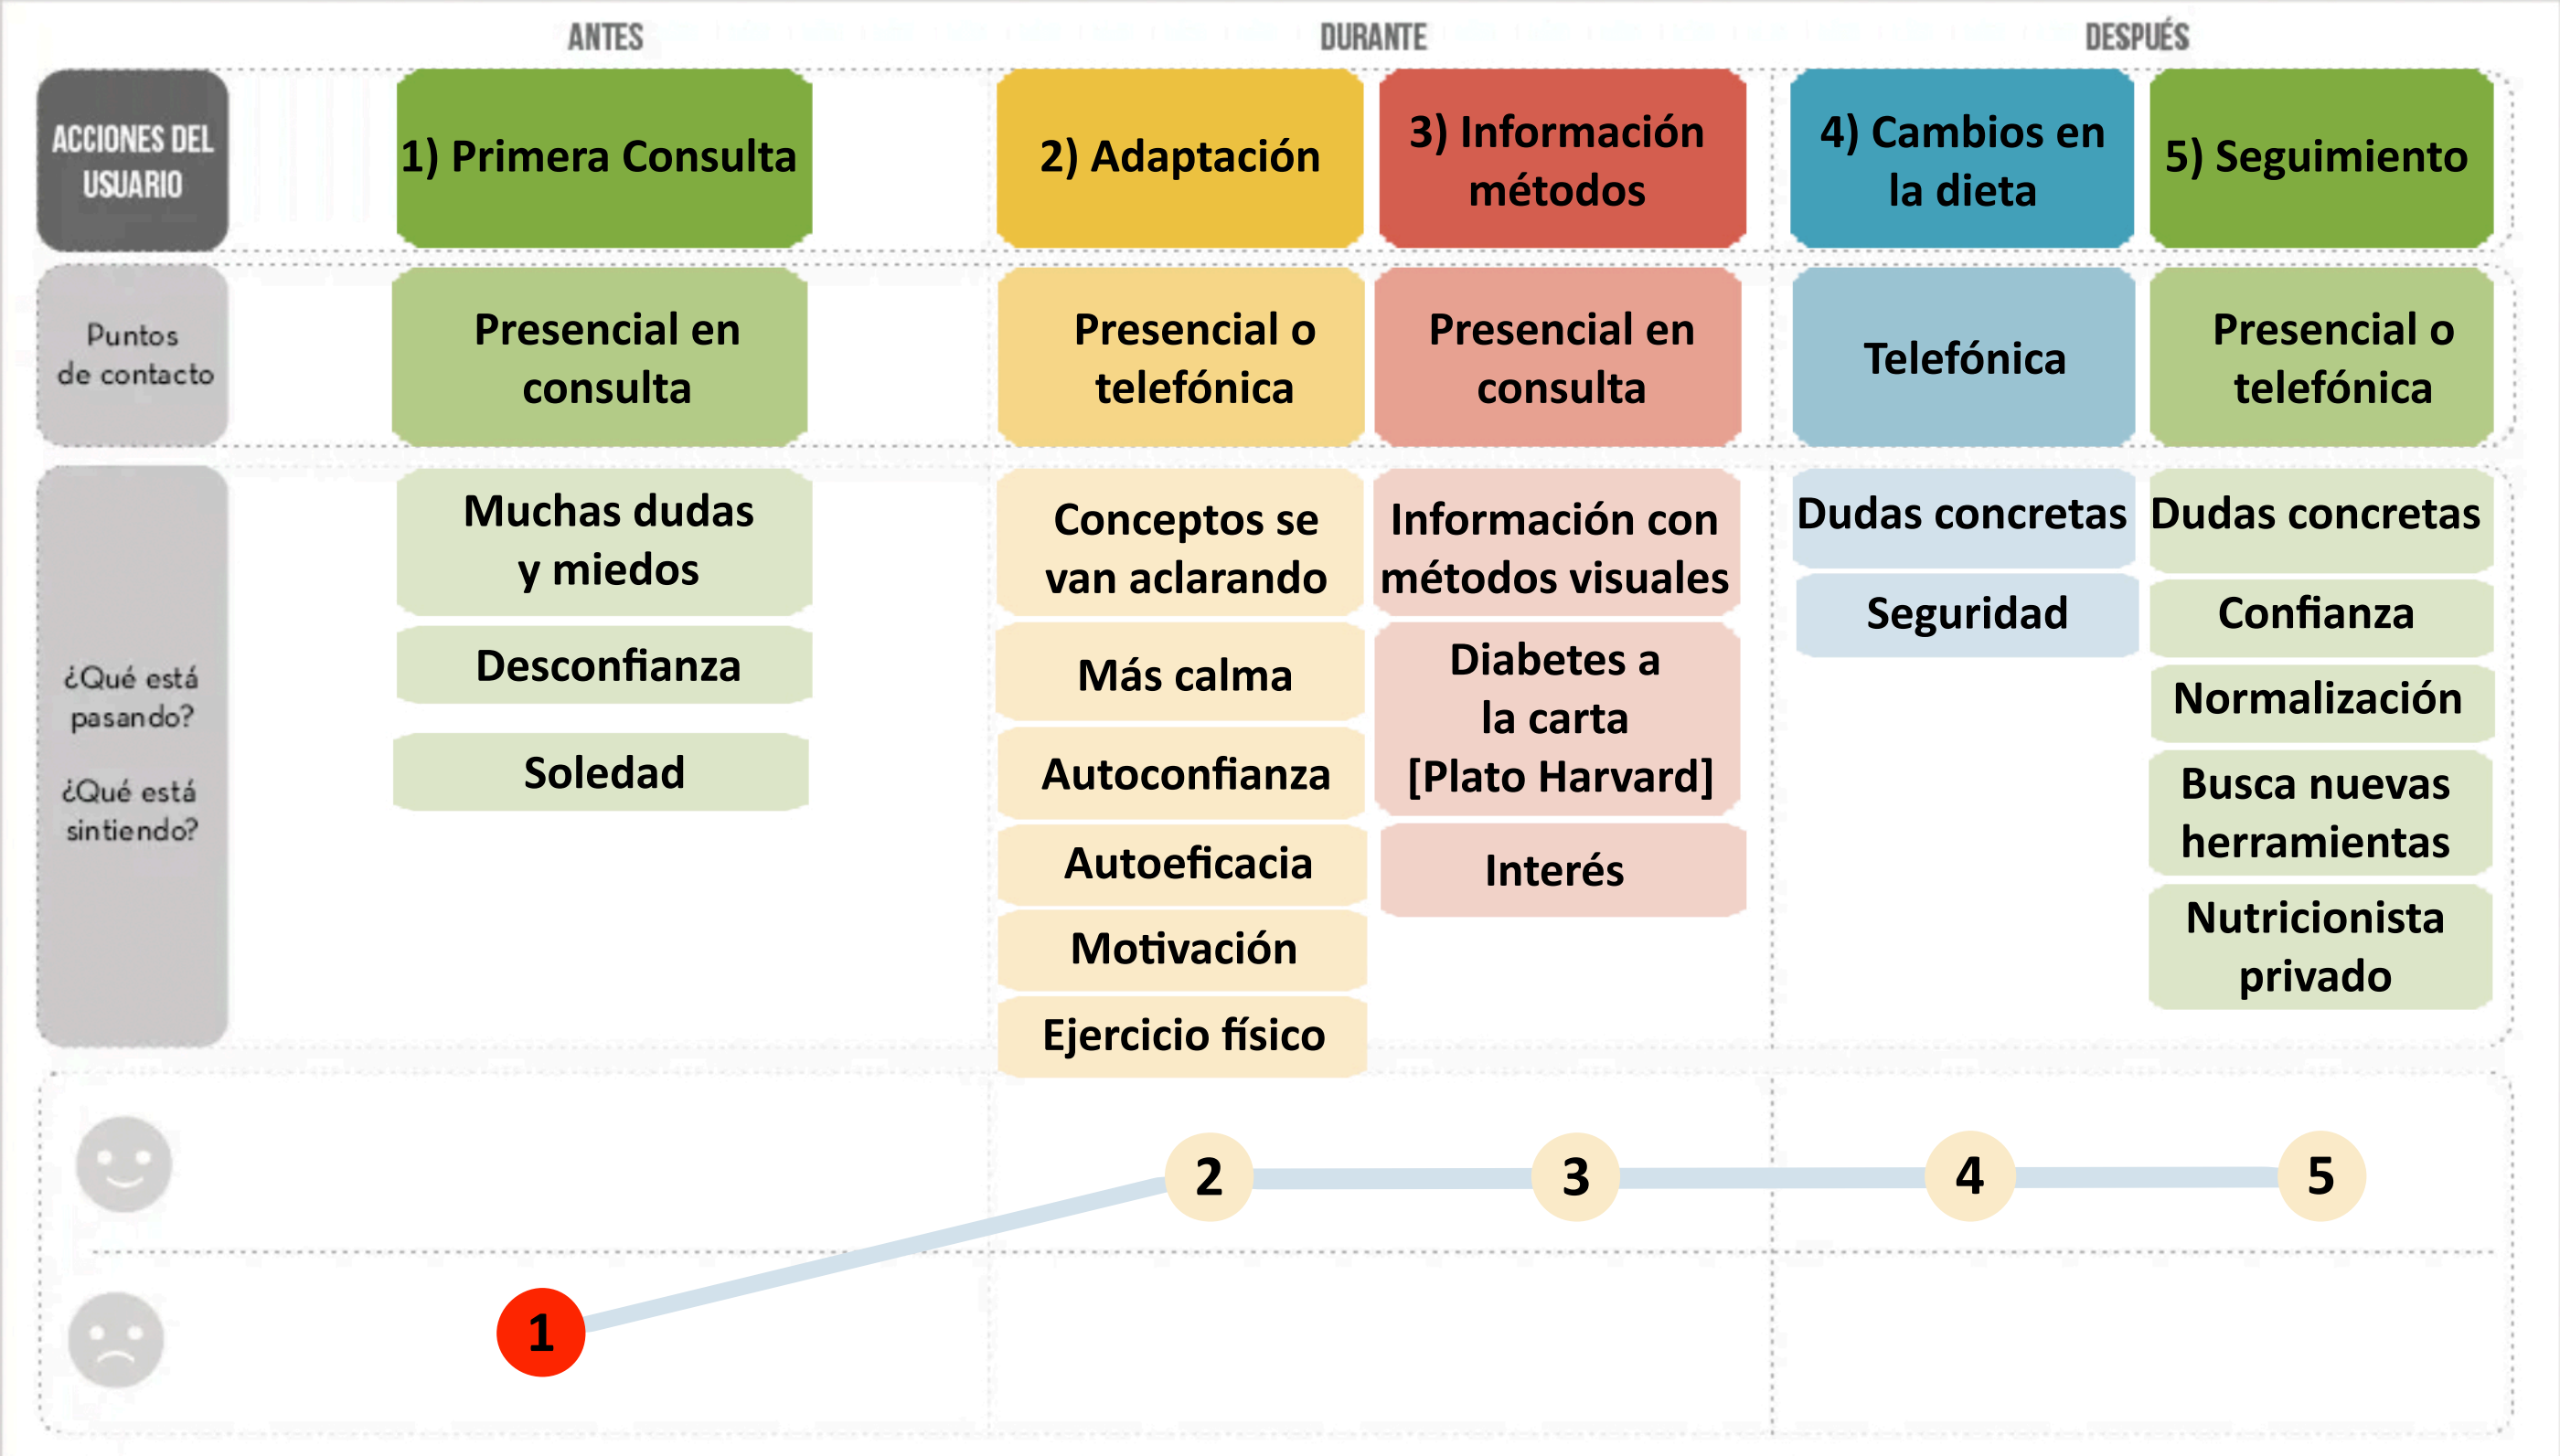 ANTES
DURANTE
DESPUÉS
ACCIONES DEL
USUARIO
1) Primera Consulta
2) Adaptación
3) Información
métodos
4) Cambios en
la dieta
5) Seguimiento
Puntos
de contacto
Presencial en
consulta
Presencial o
telefónica
Presencial en
consulta
Telefónica
Presencial o
telefónica
¿Qué está
pasando?
¿Qué está
sintiendo?
Muchas dudas
y miedos
Desconfianza
Soledad
Conceptos se
van aclarando
Más calma
Autoconfianza
Autoeficacia
Motivación
Ejercicio físico
Información con
métodos visuales
Diabetes a
la carta
[Plato Harvard]
Interés
Dudas concretas
Seguridad
Dudas concretas
Confianza
Normalización
Busca nuevas
herramientas
Nutricionista
privado
1
2
3
4
5